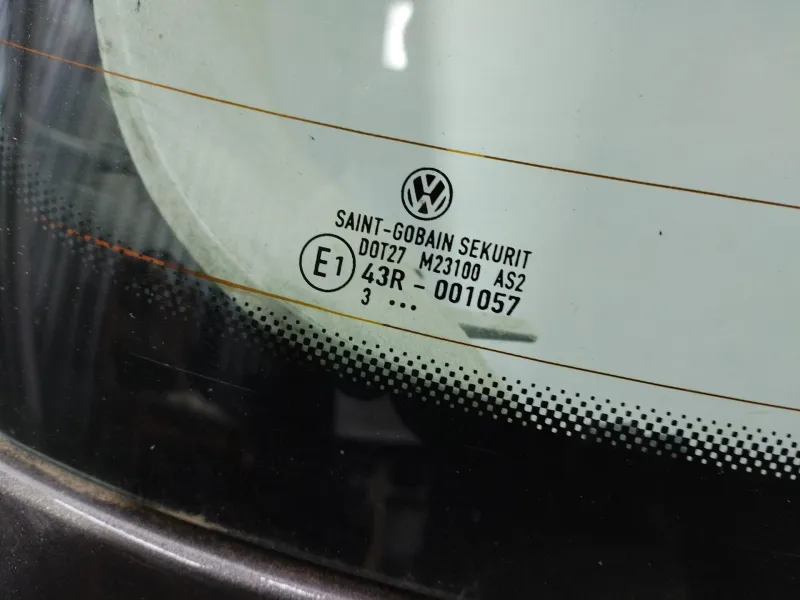 SAINT-GOBAIN SEKURIT
DOT27 M23100 AS2
E1 43R - 001057
3 ...